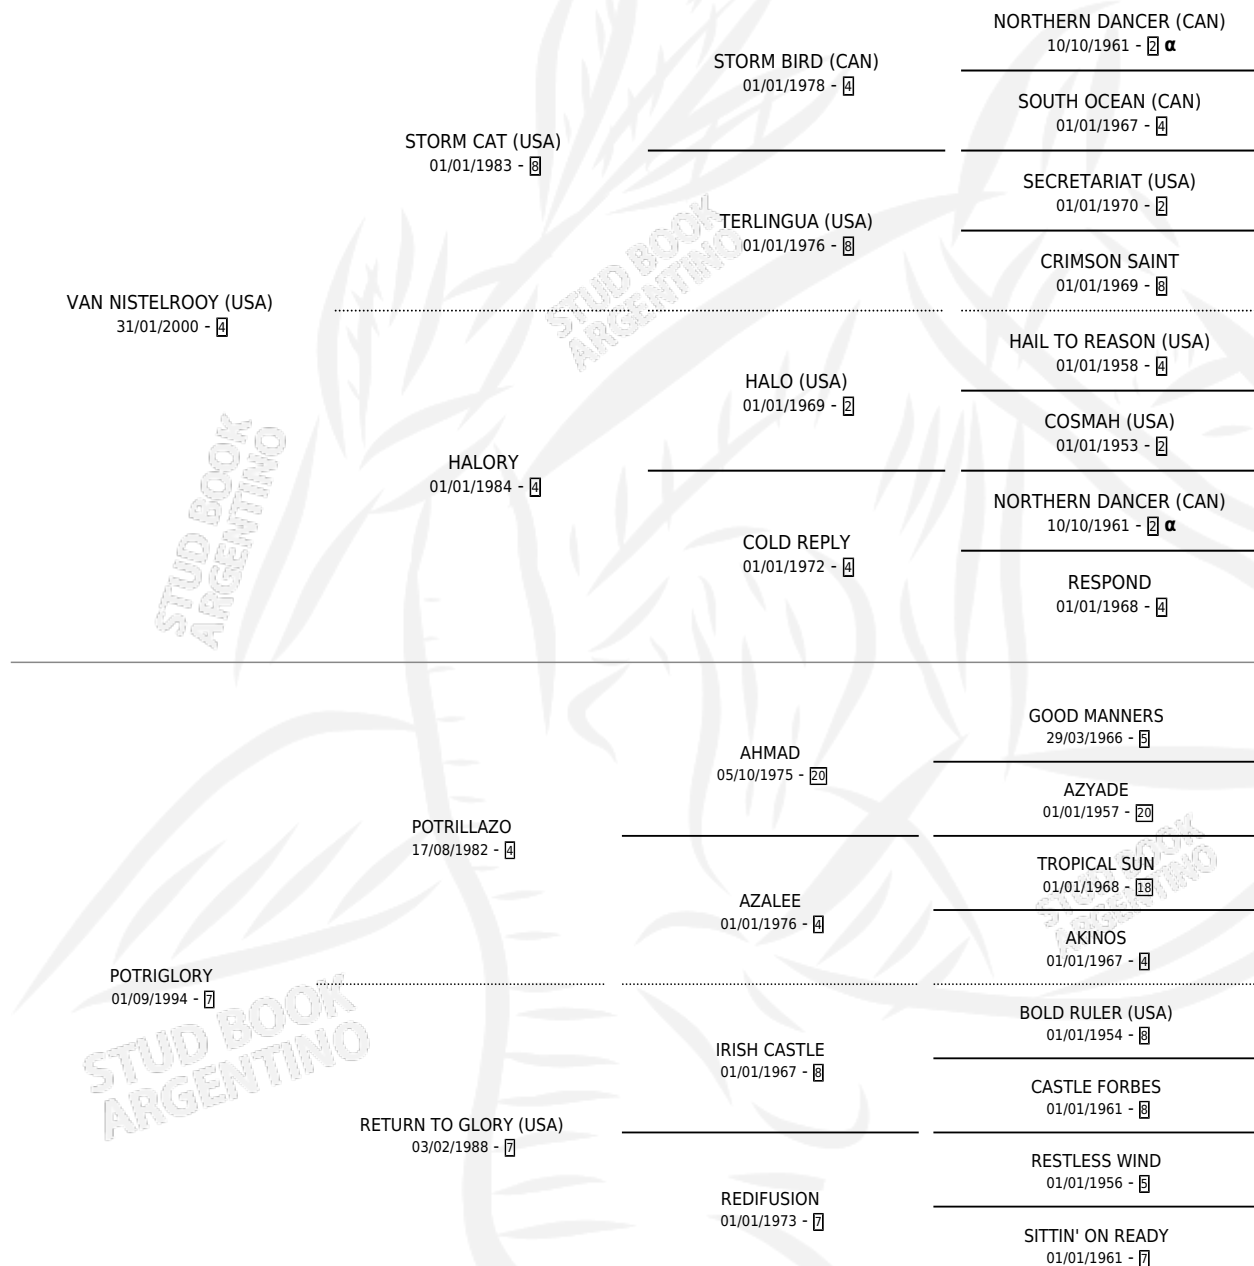 NORTHERN DANCER (CAN)
10/10/1961 - 2 α
STORM BIRD (CAN)
01/01/1978 - 4
SOUTH OCEAN (CAN)
01/01/1967 - 4
STORM CAT (USA)
01/01/1983 - 8
SECRETARIAT (USA)
01/01/1970 - 2
TERLINGUA (USA)
01/01/1976 - 8
CRIMSON SAINT
01/01/1969 - 8
VAN NISTELROOY (USA)
31/01/2000 - 4
STUD BOOK
ARGENTINO
HAIL TO REASON (USA)
01/01/1958 - 4
HALO (USA)
01/01/1969 - 2
COSMAH (USA)
01/01/1953 - 2
HALORY
01/01/1984 - 4
NORTHERN DANCER (CAN)
10/10/1961 - 2 α
COLD REPLY
01/01/1972 - 4
RESPOND
01/01/1968 - 4
STUD BOOK
ARGENTINO
GOOD MANNERS
29/03/1966 - 5
AHMAD
05/10/1975 - 20
AZYADE
01/01/1957 - 20
POTRILLAZO
17/08/1982 - 4
TROPICAL SUN
01/01/1968 - 18
AZALEE
01/01/1976 - 4
AKINOS
01/01/1967 - 4
STUD BOOK
ARGENTINO
POTRIGLORY
01/09/1994 - 7
BOLD RULER (USA)
01/01/1954 - 8
IRISH CASTLE
01/01/1967 - 8
CASTLE FORBES
01/01/1961 - 8
STUD BOOK
ARGENTINO
RETURN TO GLORY (USA)
03/02/1988 - 7
RESTLESS WIND
01/01/1956 - 5
REDIFUSION
01/01/1973 - 7
SITTIN' ON READY
01/01/1961 - 7